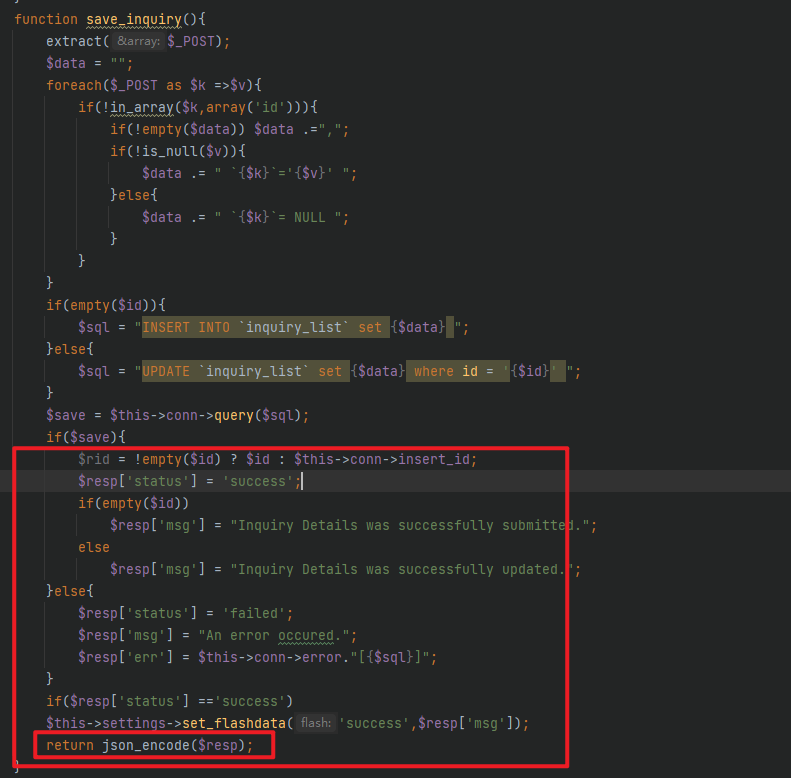 function save_inquiry(){
extract( &array: $_POST);
$data = "";
foreach($_POST as $k =>$v){
if(!in_array($k,array('id'))){
if(!empty($data)) $data .=",";
if(!is_null($v)){
$data .= " `{$k}`='{$v}' ";
}else{
$data .= " `{$k}`= NULL ";
}
}
}
if(empty($id)){
$sql = "INSERT INTO `inquiry_list` set {$data} ";
}else{
$sql = "UPDATE `inquiry_list` set {$data} where id = '{$id}' ";
}
$save = $this->conn->query($sql);
if($save){
$rid = !empty($id) ? $id : $this->conn->insert_id;
$resp['status'] = 'success';
if(empty($id))
$resp['msg'] = "Inquiry Details was successfully submitted.";
else
$resp['msg'] = "Inquiry Details was successfully updated.";
}else{
$resp['status'] = 'failed';
$resp['msg'] = "An error occured.";
$resp['err'] = $this->conn->error."[{$sql}]";
}
if($resp['status'] =='success')
$this->settings->set_flashdata( flash: 'success',$resp['msg']);
return json_encode($resp);
}